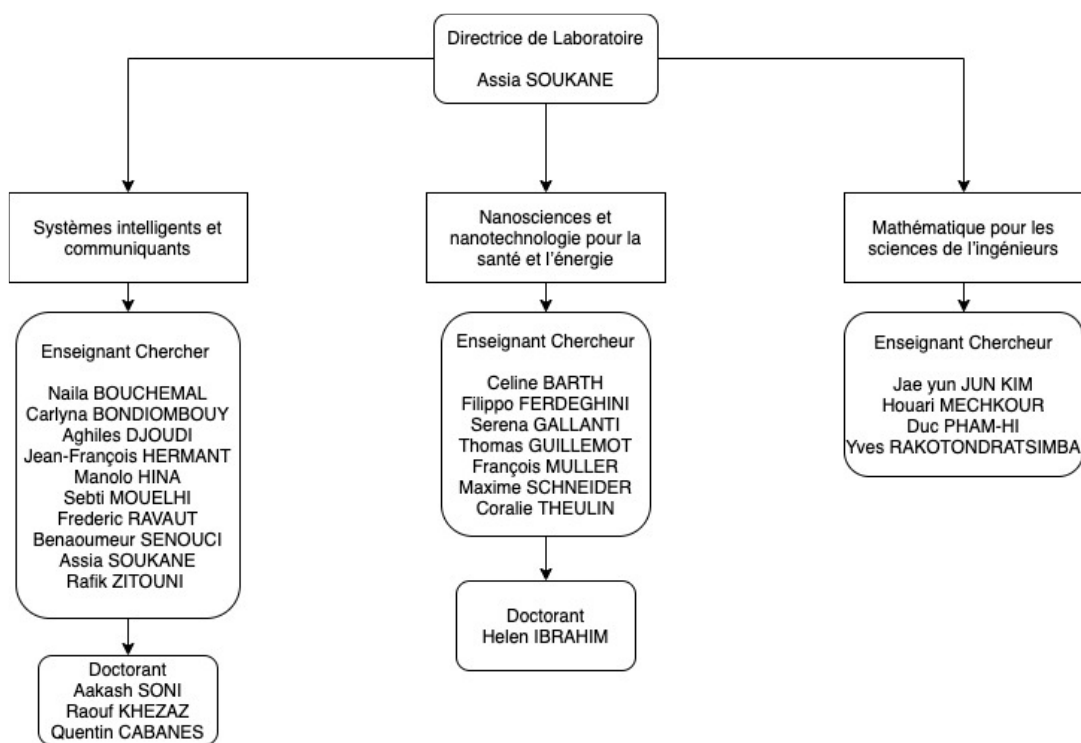 Directrice de Laboratoire
Assia SOUKANE
Systèmes intelligents et
communiquants
Nanosciences et
nanotechnologie pour la
santé et l'énergie
Mathématique pour les
sciences de l'ingénieurs
Enseignant Chercher
Naila BOUCHEMAL
Carlyna BONDIOMBOUY
Aghiles DJOUDI
Jean-François HERMANT
Manolo HINA
Sebti MOUELHI
Frederic RAVAUT
Benaoumeur SENOUCI
Assia SOUKANE
Rafik ZITOUNI
Enseignant Chercheur
Celine BARTH
Filippo FERDEGHINI
Serena GALLANTI
Thomas GUILLEMOT
François MULLER
Maxime SCHNEIDER
Coralie THEULIN
Enseignant Chercheur
Jae yun JUN KIM
Houari MECHKOUR
Duc PHAM-HI
Yves RAKOTONDRATSIMBA
Doctorant
Aakash SONI
Raouf KHEZAZ
Quentin CABANES
Doctorant
Helen IBRAHIM